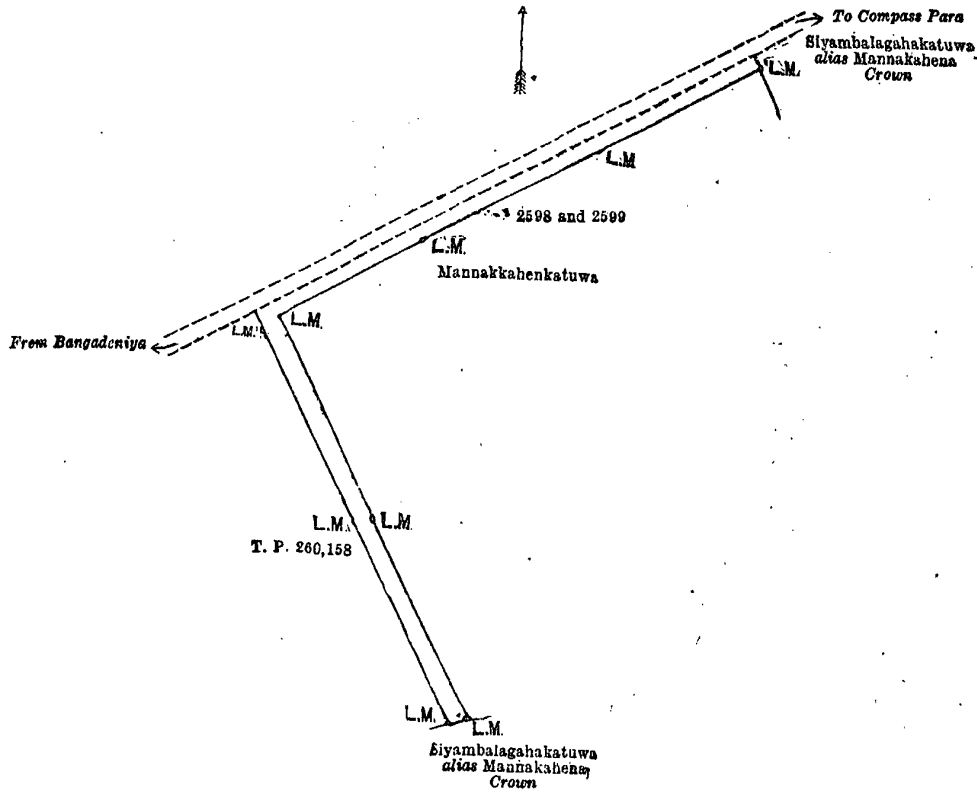 To Compass Para
Siyambalagahakatuwa
alias Mannakahena
Crown
L.M.
L.M.
2598 and 2599
L.M.
Mannakkahenkatuwa
L.M.
L.M.
From Bangadeniya
L.M.
L.M.
T. P. 260,158
L.M.
L.M.
Siyambalagahakatuwa
alias Mannakahena
Crown